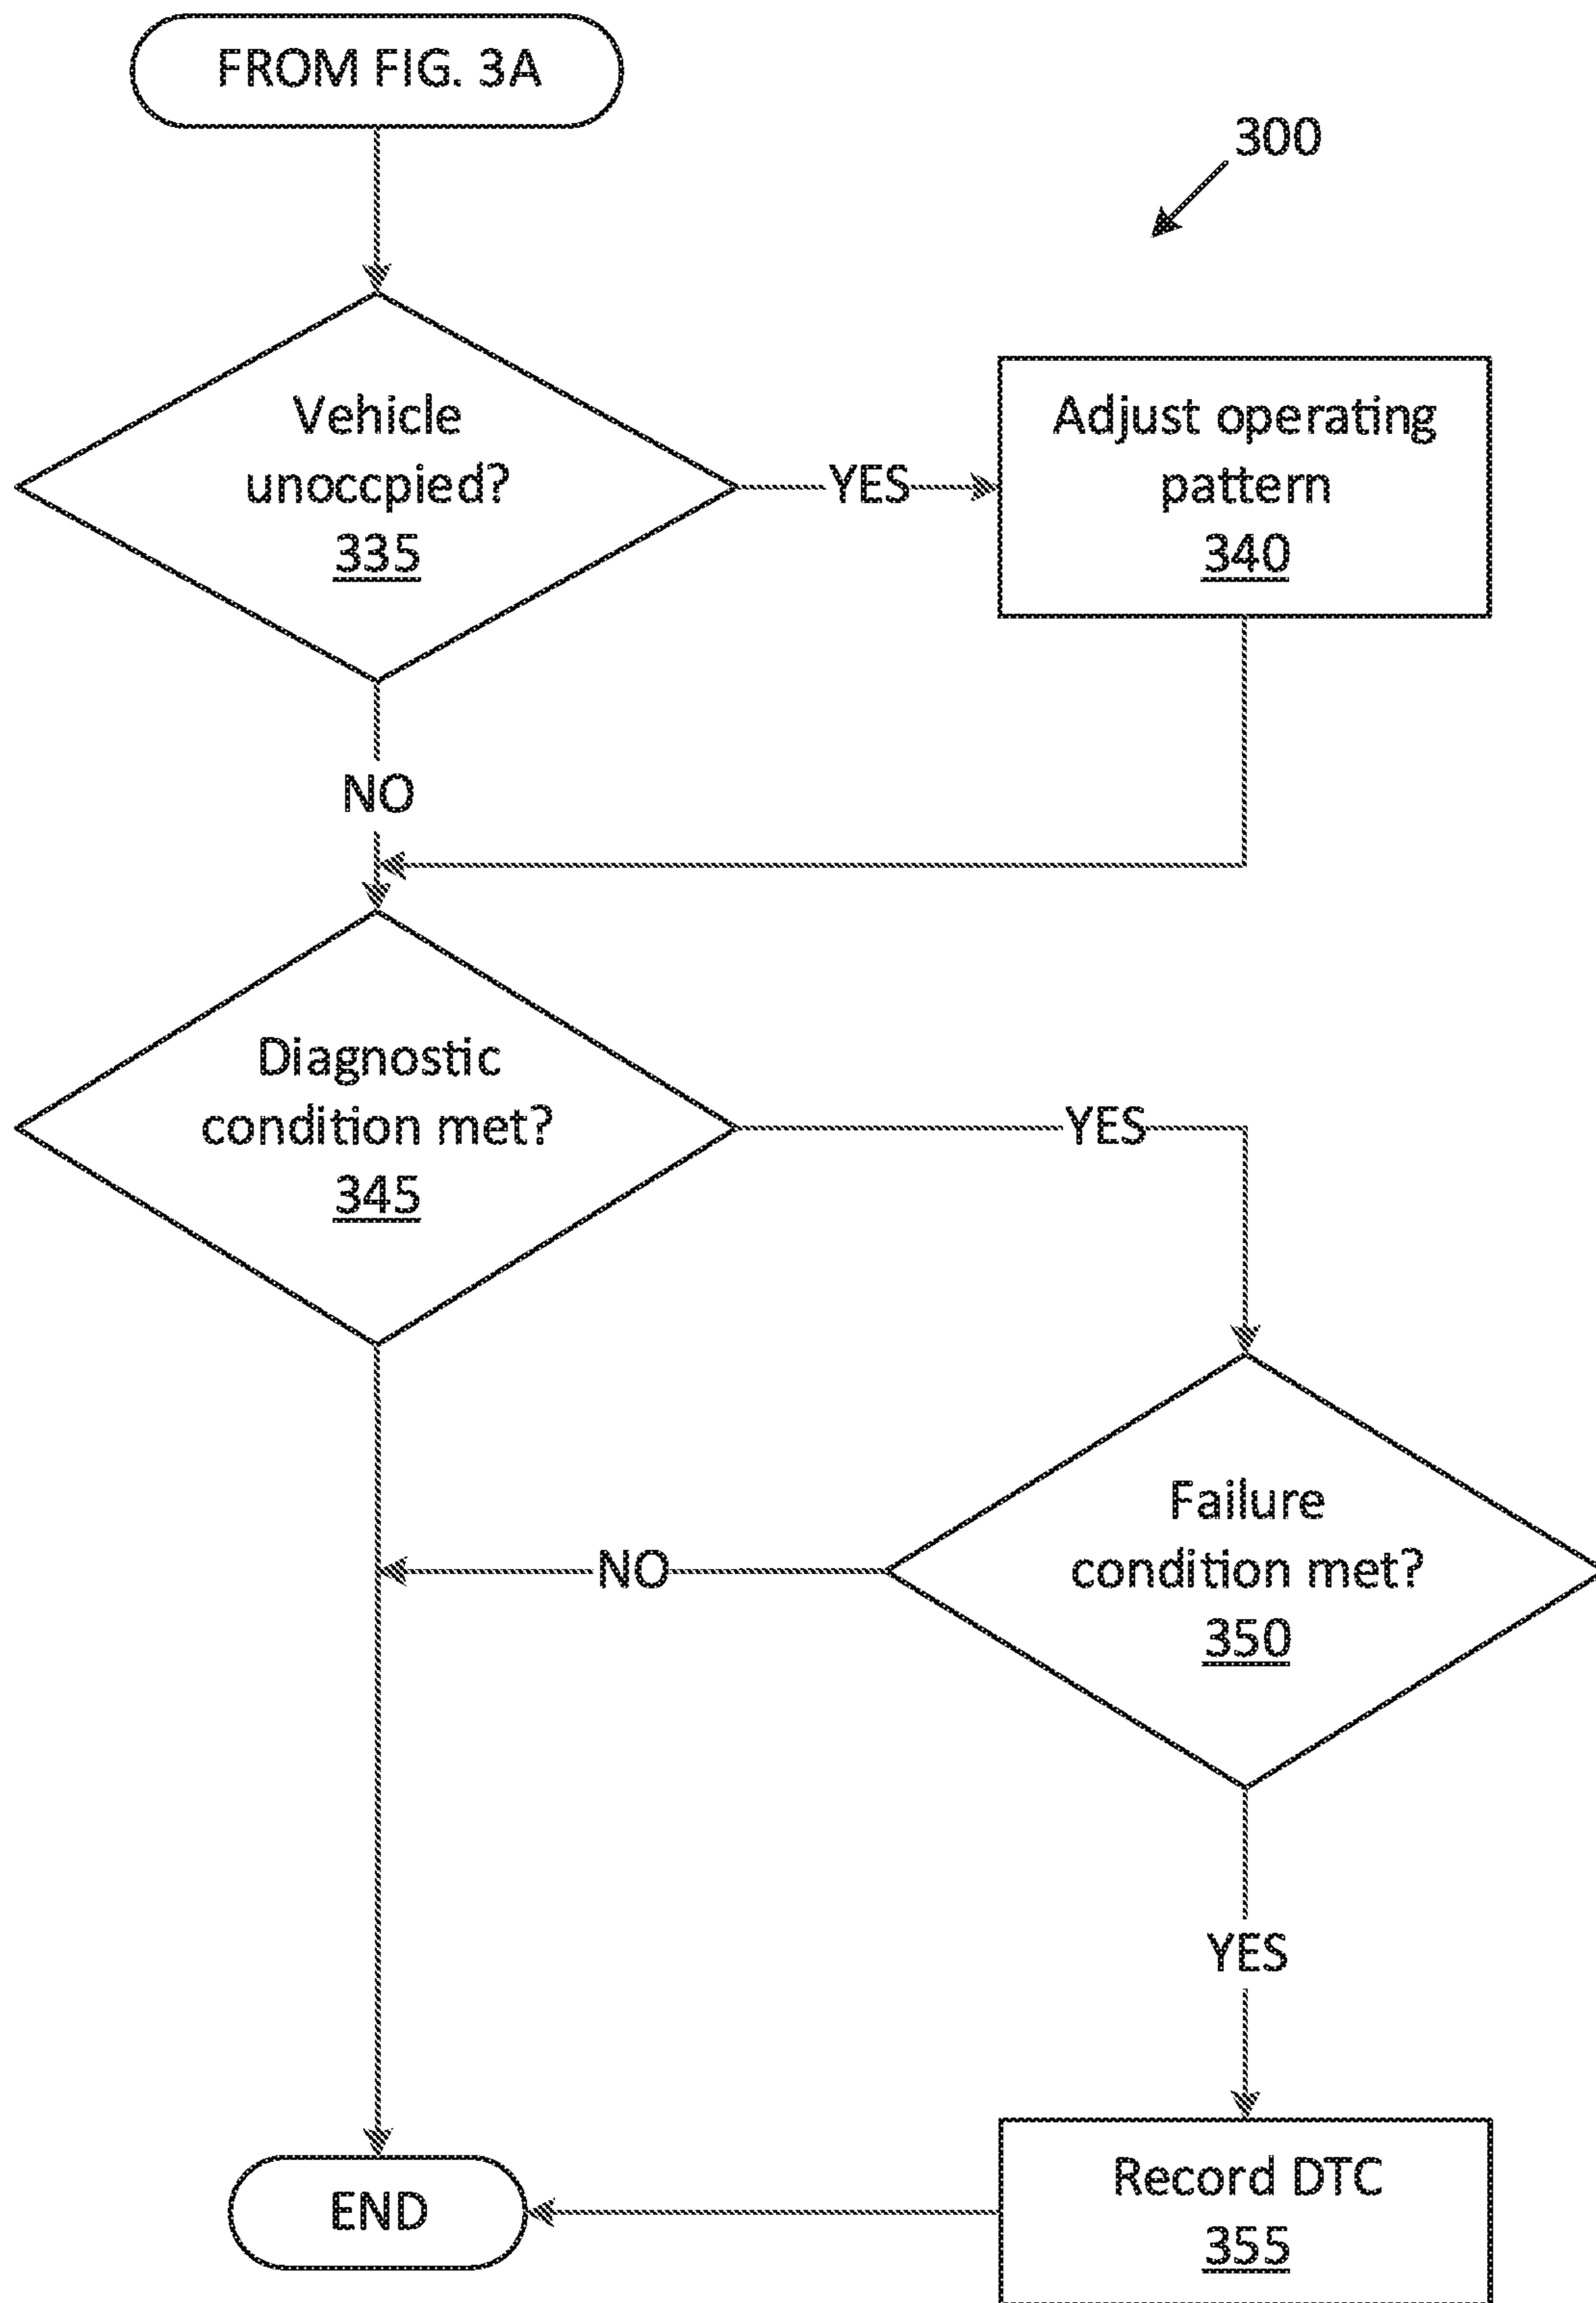 FROM FIG. 3A
300
Vehicle
unoccpied?
335
YES
Adjust operating
pattern
340
NO
Diagnostic
condition met?
345
YES
Failure
condition met?
350
NO
YES
Record DTC
355
END